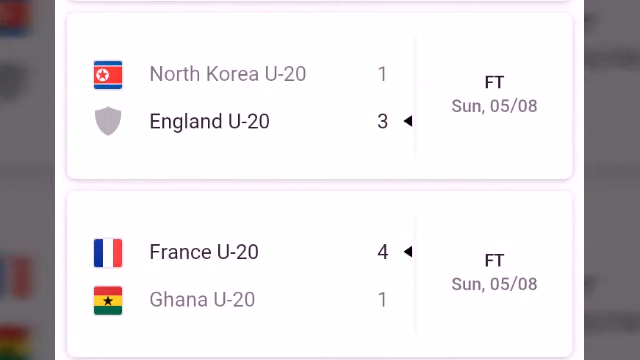 North Korea U-20 1
FT
Sun, 05/08
England U-20 3
France U-20 4
FT
Sun, 05/08
Ghana U-20 1